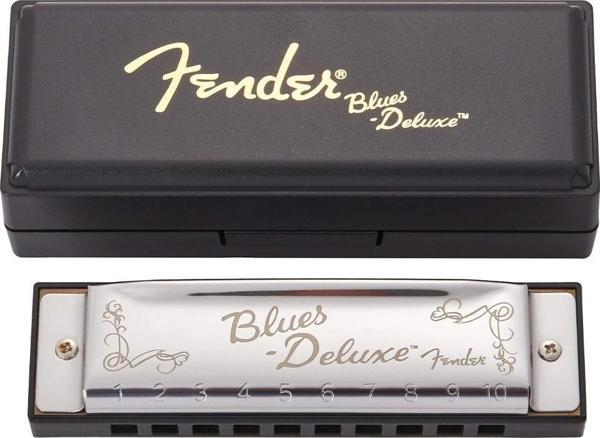 Fender®
Blues
-Deluxe™
Blues
-Deluxe™ Fender
1 2 3 4 5 6 7 8 9 10